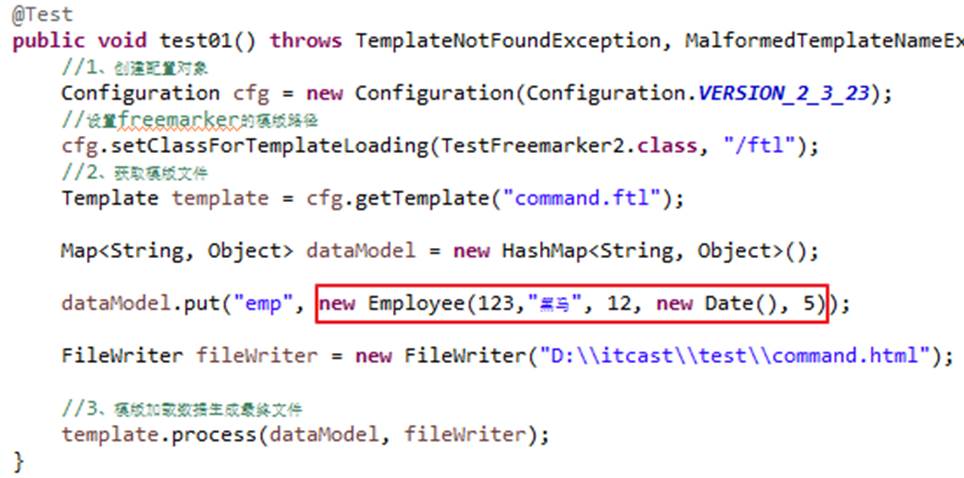 @Test
public void test01() throws TemplateNotFoundException, MalformedTemplateNameEx
//1、创建配置对象
Configuration cfg = new Configuration(Configuration.VERSION_2_3_23);
//设置freemarker的模版路径
cfg.setClassForTemplateLoading(TestFreemarker2.class, "/ftl");
//2、获取模版文件
Template template = cfg.getTemplate("command.ftl");
Map<String, Object> dataModel = new HashMap<String, Object>();
dataModel.put("emp", new Employee(123,"黑马", 12, new Date(), 5));
FileWriter fileWriter = new FileWriter("D:\\itcast\\test\\command.html");
//3、模版加载数据生成最终文件
template.process(dataModel, fileWriter);
}